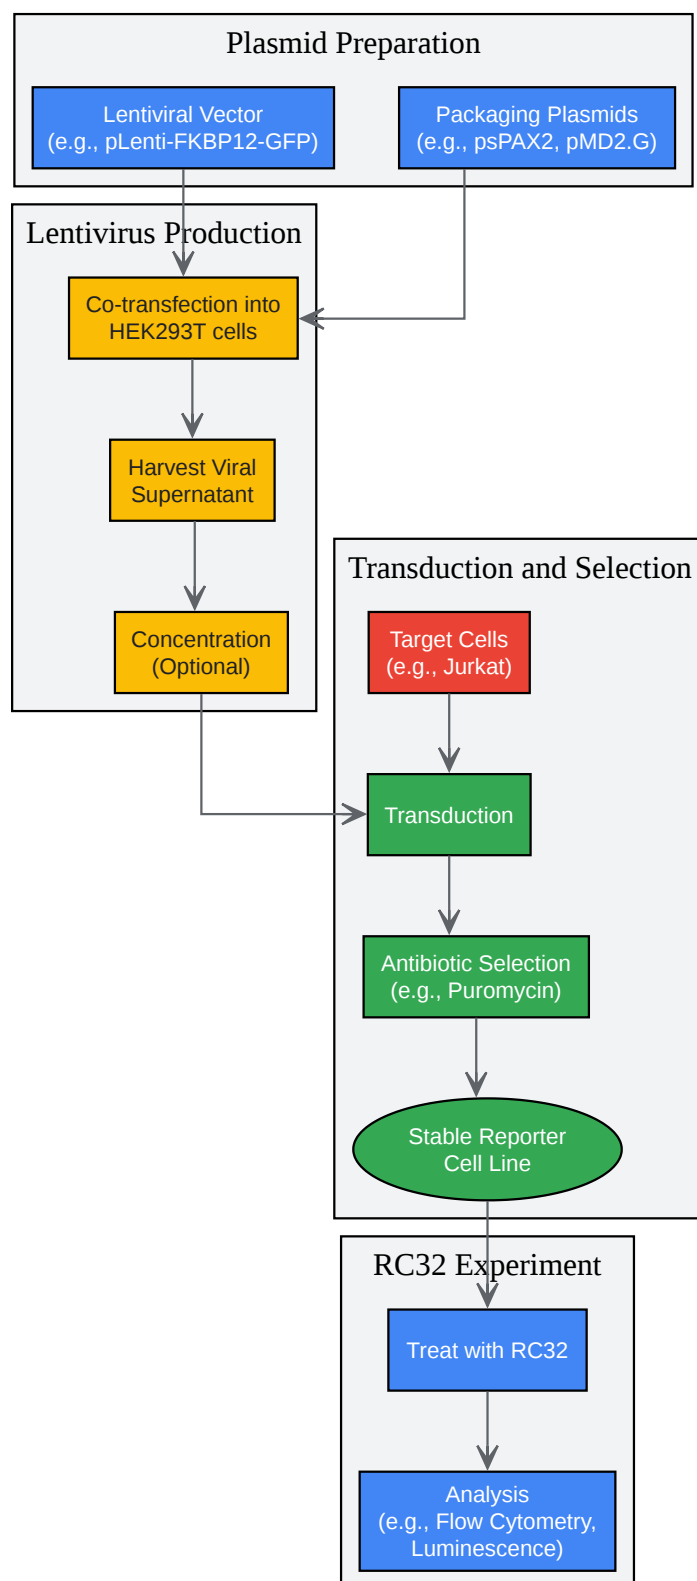 Plasmid Preparation
Lentiviral Vector
(e.g., pLenti-FKBP12-GFP)
Packaging Plasmids
(e.g., psPAX2, pMD2.G)
Lentivirus Production
Co-transfection into
HEK293T cells
Harvest Viral
Supernatant
Concentration
(Optional)
Transduction and Selection
Target Cells
(e.g., Jurkat)
Transduction
Antibiotic Selection
(e.g., Puromycin)
Stable Reporter
Cell Line
RC32 Experiment
Treat with RC32
Analysis
(e.g., Flow Cytometry,
Luminescence)